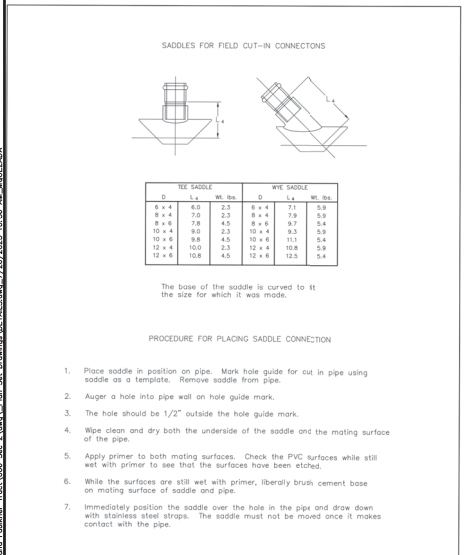 SADDLES FOR FIELD CUT-IN CONNECTONS
L4
L4
TEE SADDLE WYE SADDLE
D L4 Wt. lbs. D L4 Wt. lbs.
6 x 4 6.0 2.3 6 x 4 7.1 5.9
8 x 4 7.0 2.3 8 x 4 7.9 5.9
8 x 6 7.8 4.5 8 x 6 9.7 5.4
10 x 4 9.0 2.3 10 x 4 9.3 5.9
10 x 6 9.8 4.5 10 x 6 11.1 5.4
12 x 4 10.0 2.3 12 x 4 10.8 5.9
12 x 6 10.8 4.5 12 x 6 12.5 5.4
The base of the saddle is curved to fit
the size for which it was made.
PROCEDURE FOR PLACING SADDLE CONNECTION
1. Place saddle in position on pipe. Mark hole guide for cut in pipe using
saddle as a template. Remove saddle from pipe.
2. Auger a hole into pipe wall on hole guide mark.
3. The hole should be 1/2" outside the hole guide mark.
4. Wipe clean and dry both the underside of the saddle and the mating surface
of the pipe.
5. Apply primer to both mating surfaces. Check the PVC surfaces while still
wet with primer to see that the surfaces have been etched.
6. While the surfaces are still wet with primer, liberally brush cement base
on mating surface of saddle and pipe.
7. Immediately position the saddle over the hole in the pipe and draw down
with stainless steel straps. The saddle must not be moved once it makes
contact with the pipe.